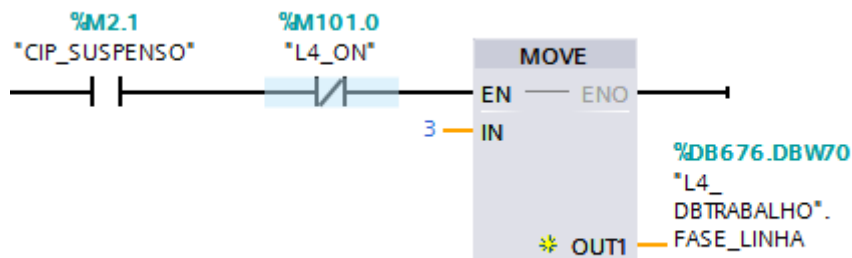 %M2.1
"CIP_SUSPENSO"
%M101.0
"L4_ON"
MOVE
EN
ENO
3
IN
%DB676.DBW70
"L4_
DBTRABALHO".
FASE_LINHA
OUT1